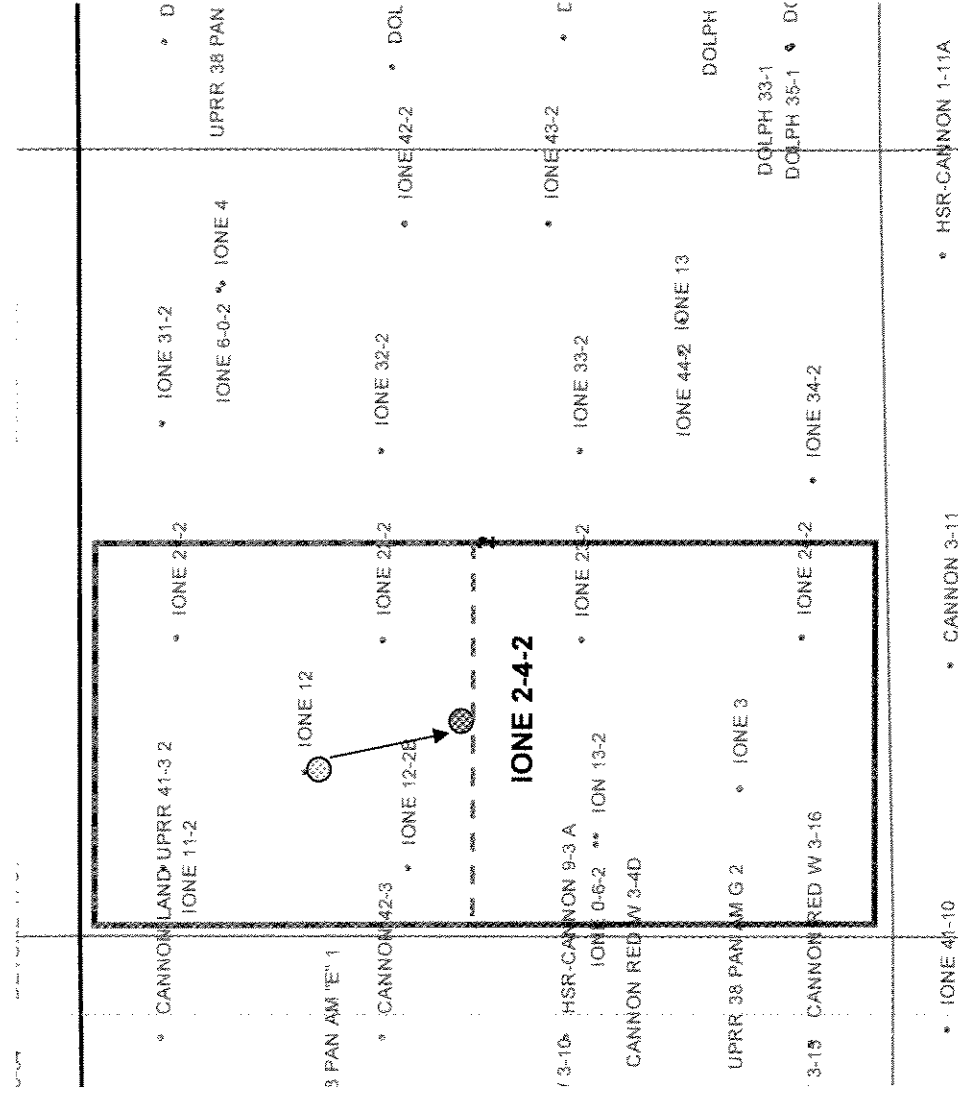 UPRR 38 PAN
IONE 31-2
IONE 6-0-2
IONE 4
CANNON LAND UPRR 41-3 2
IONE 11-2
IONE 12
3 PAN AM "E" 1
DOL
IONE 42-2
IONE 32-2
IONE 12-2B
CANNON 42-3
IONE 2-4-2
IONE 43-2
IONE 33-2
ION 13-2
HSR-CANNON 9-3 A
3-10
CANNON RED W 3-4D
DOLPH
IONE 44-2
IONE 13
IONE 3
UPRR 38 PAN AM G 2
DOLPH 33-1
DOLPH 35-1
IONE 34-2
CANNON RED W 3-16
HSR-CANNON 1-11A
CANNON 3-11
IONE 41-10